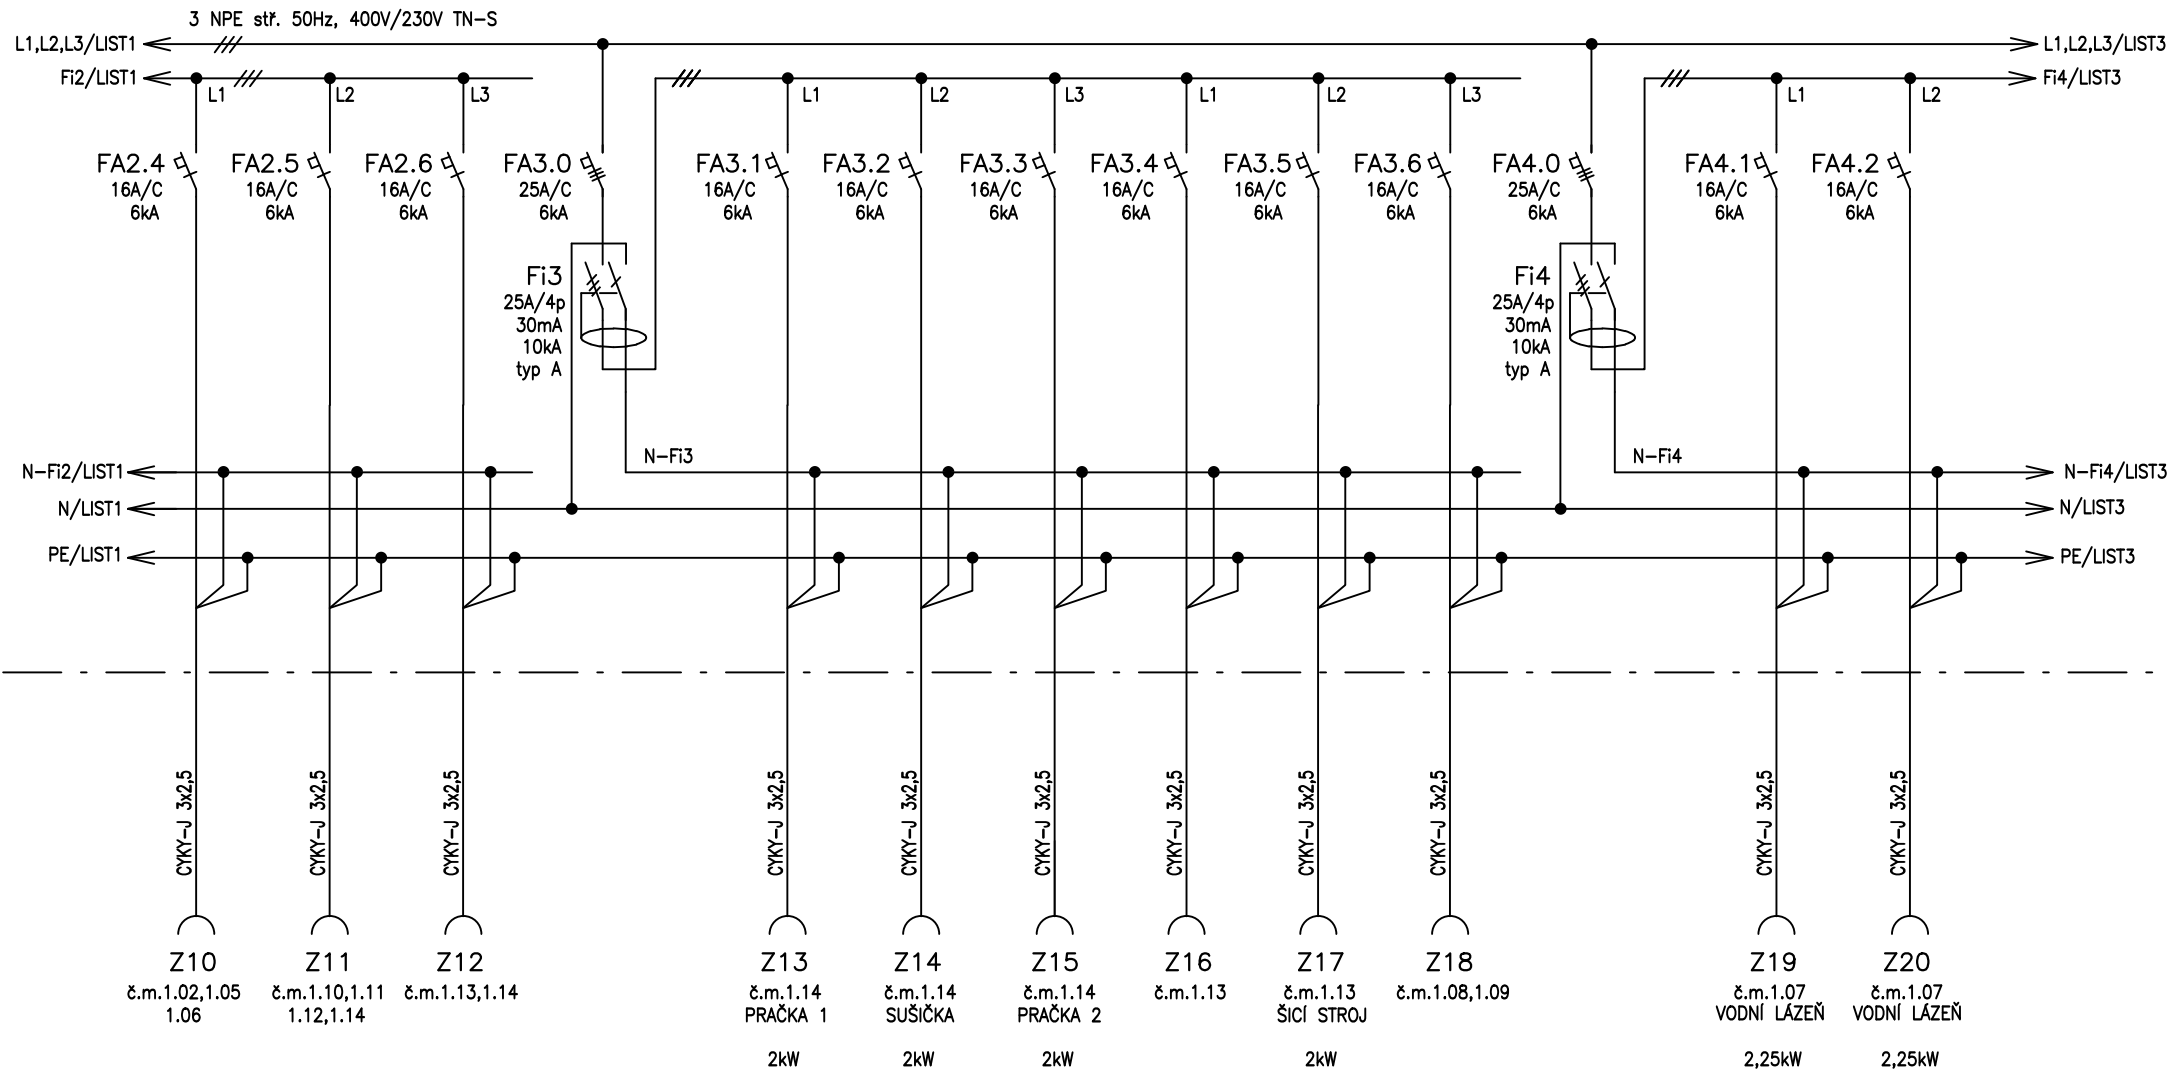 3 NPE stř. 50Hz, 400V/230V TN-S
L1,L2,L3/LIST1
L1,L2,L3/LIST3
Fi2/LIST1
Fi4/LIST3
L1
L2
L3
L1
L2
L3
L1
L2
L3
L1
L2
FA2.4
16A/C
6kA
FA2.5
16A/C
6kA
FA2.6
16A/C
6kA
FA3.0
25A/C
6kA
FA3.1
16A/C
6kA
FA3.2
16A/C
6kA
FA3.3
16A/C
6kA
FA3.4
16A/C
6kA
FA3.5
16A/C
6kA
FA3.6
16A/C
6kA
FA4.0
25A/C
6kA
FA4.1
16A/C
6kA
FA4.2
16A/C
6kA
Fi3
25A/4p
30mA
10kA
typ A
Fi4
25A/4p
30mA
10kA
typ A
N-Fi3
N-Fi4
N-Fi2/LIST1
N-Fi4/LIST3
N/LIST1
N/LIST3
PE/LIST1
PE/LIST3
CYKY-J 3x2,5
CYKY-J 3x2,5
CYKY-J 3x2,5
CYKY-J 3x2,5
CYKY-J 3x2,5
CYKY-J 3x2,5
CYKY-J 3x2,5
CYKY-J 3x2,5
CYKY-J 3x2,5
CYKY-J 3x2,5
CYKY-J 3x2,5
Z10
č.m.1.02,1.05
1.06
Z11
č.m.1.10,1.11
1.12,1.14
Z12
č.m.1.13,1.14
Z13
č.m.1.14
PRAČKA 1
2kW
Z14
č.m.1.14
SUŠIČKA
2kW
Z15
č.m.1.14
PRAČKA 2
2kW
Z16
č.m.1.13
Z17
č.m.1.13
ŠICÍ STROJ
2kW
Z18
č.m.1.08,1.09
Z19
č.m.1.07
VODNÍ LÁZEŇ
2,25kW
Z20
č.m.1.07
VODNÍ LÁZEŇ
2,25kW